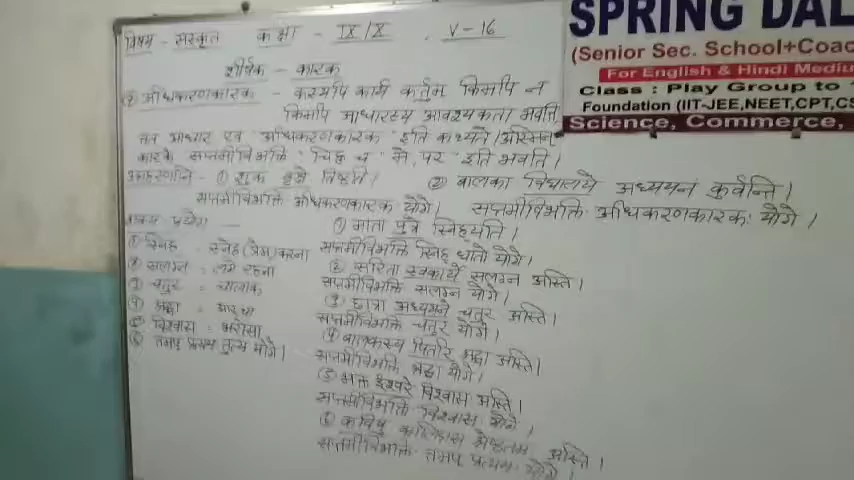 विषय - संस्कृत कक्षा - IX/X . V-16
शीर्षक - कारक
अधिकरणकारक - कस्यपि कार्य कर्तुम किमपि न
किमपि आधारस्य आवश्यकता भवति
तत आधार एव अधिकरणकारक इति कथ्यते/अस्मिन
कारके सप्तमीविभक्ति "चिह्न च" मे, पर" इति भवति।
उदाहरणानि - ① शुक वृक्षे तिष्ठति। ② बालका विद्यालये अध्ययनं कुर्वन्ति।
सप्तमीविभक्ति अधिकरणकारक योगे। सप्तमीविभक्तिः अधिकरणकारकः योगे।
प्रयोग - ① माता पुत्रे स्निह्यति।
① स्निह - स्नेह(प्रेम)करना सप्तमीविभक्ति स्निह् धातो योगे।
② सलग्न : लगे रहना ② सरिता स्वकार्ये सलग्न अस्ति।
सप्तमीविभक्ति सलग्न योगे।
③ चतुर : चालाक ③ छात्रा अध्ययने चतुर अस्ति।
सप्तमीविभक्ति चतुर योगे।
④ श्रद्धा : आस्था ④ बालकस्य पितरि श्रद्धा अस्ति।
सप्तमीविभक्ति श्रद्धा योगे।
⑤ विश्वास : भरोसा ⑤ भक्त ईश्वरे विश्वास अस्ति।
सप्तमीविभक्ति विश्वास योगे।
⑥ तमप् प्रत्यय तुल्य योगे। ⑥ कविषु कालिदास श्रेष्ठतम अस्ति।
सप्तमीविभक्ति तमप् प्रत्यय योगे।
SPRING DAL
(Senior Sec. School+Coac
For English & Hindi Mediu
Class : Play Group to
Foundation (IIT-JEE,NEET,CPT,CS
Science, Commerce,